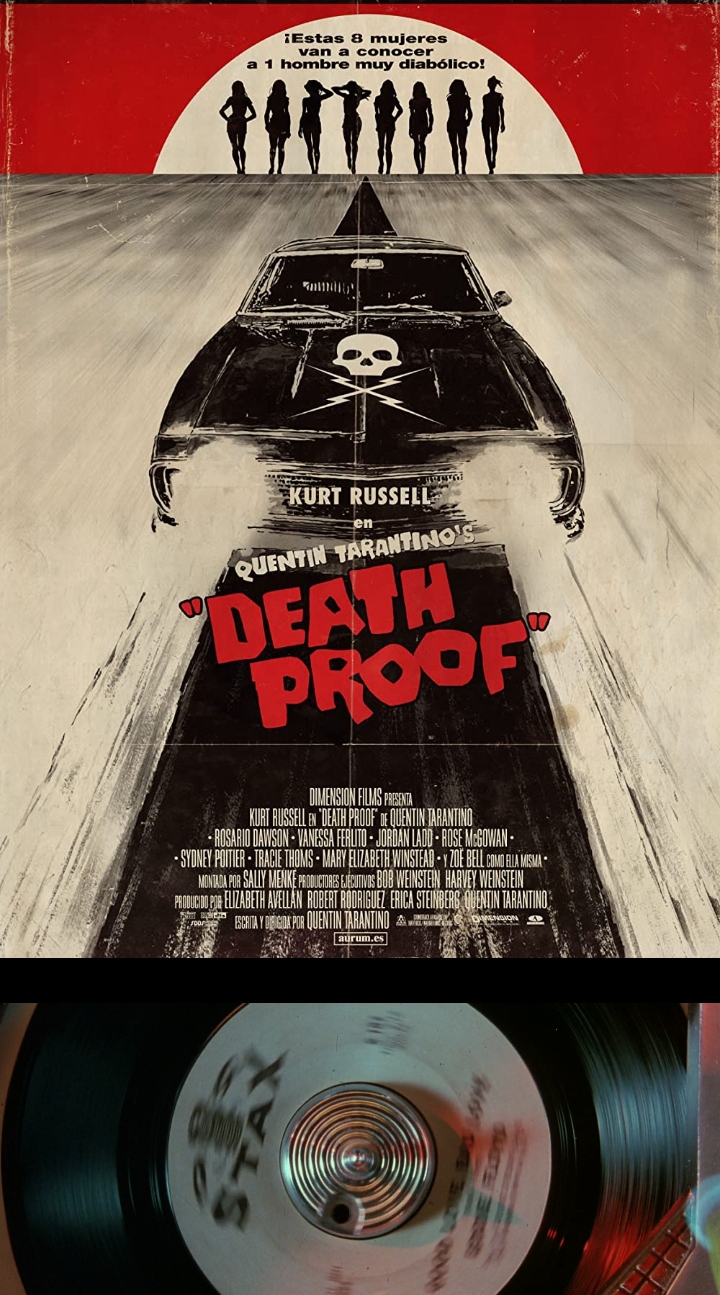 ¡Estas 8 mujeres
van a conocer
a 1 hombre muy diabólico!
KURT RUSSELL
en
QUENTIN TARANTINO'S
"DEATH
PROOF"
DIMENSION FILMS PRESENTA
KURT RUSSELL EN "DEATH PROOF" DE QUENTIN TARANTINO
• ROSARIO DAWSON • VANESSA FERLITO • JORDAN LADD • ROSE McGOWAN •
• SYDNEY POITIER • TRACIE THOMS • MARY ELIZABETH WINSTEAD • Y ZOË BELL COMO ELLA MISMA •
MONTADA POR SALLY MENKE PRODUCTORES EJECUTIVOS BOB WEINSTEIN HARVEY WEINSTEIN
PRODUCIDO POR ELIZABETH AVELLÁN ROBERT RODRIGUEZ ERICA STEINBERG QUENTIN TARANTINO
ESCRITA Y DIRIGIDA POR QUENTIN TARANTINO
DIMENSION
aurum.es
STAX